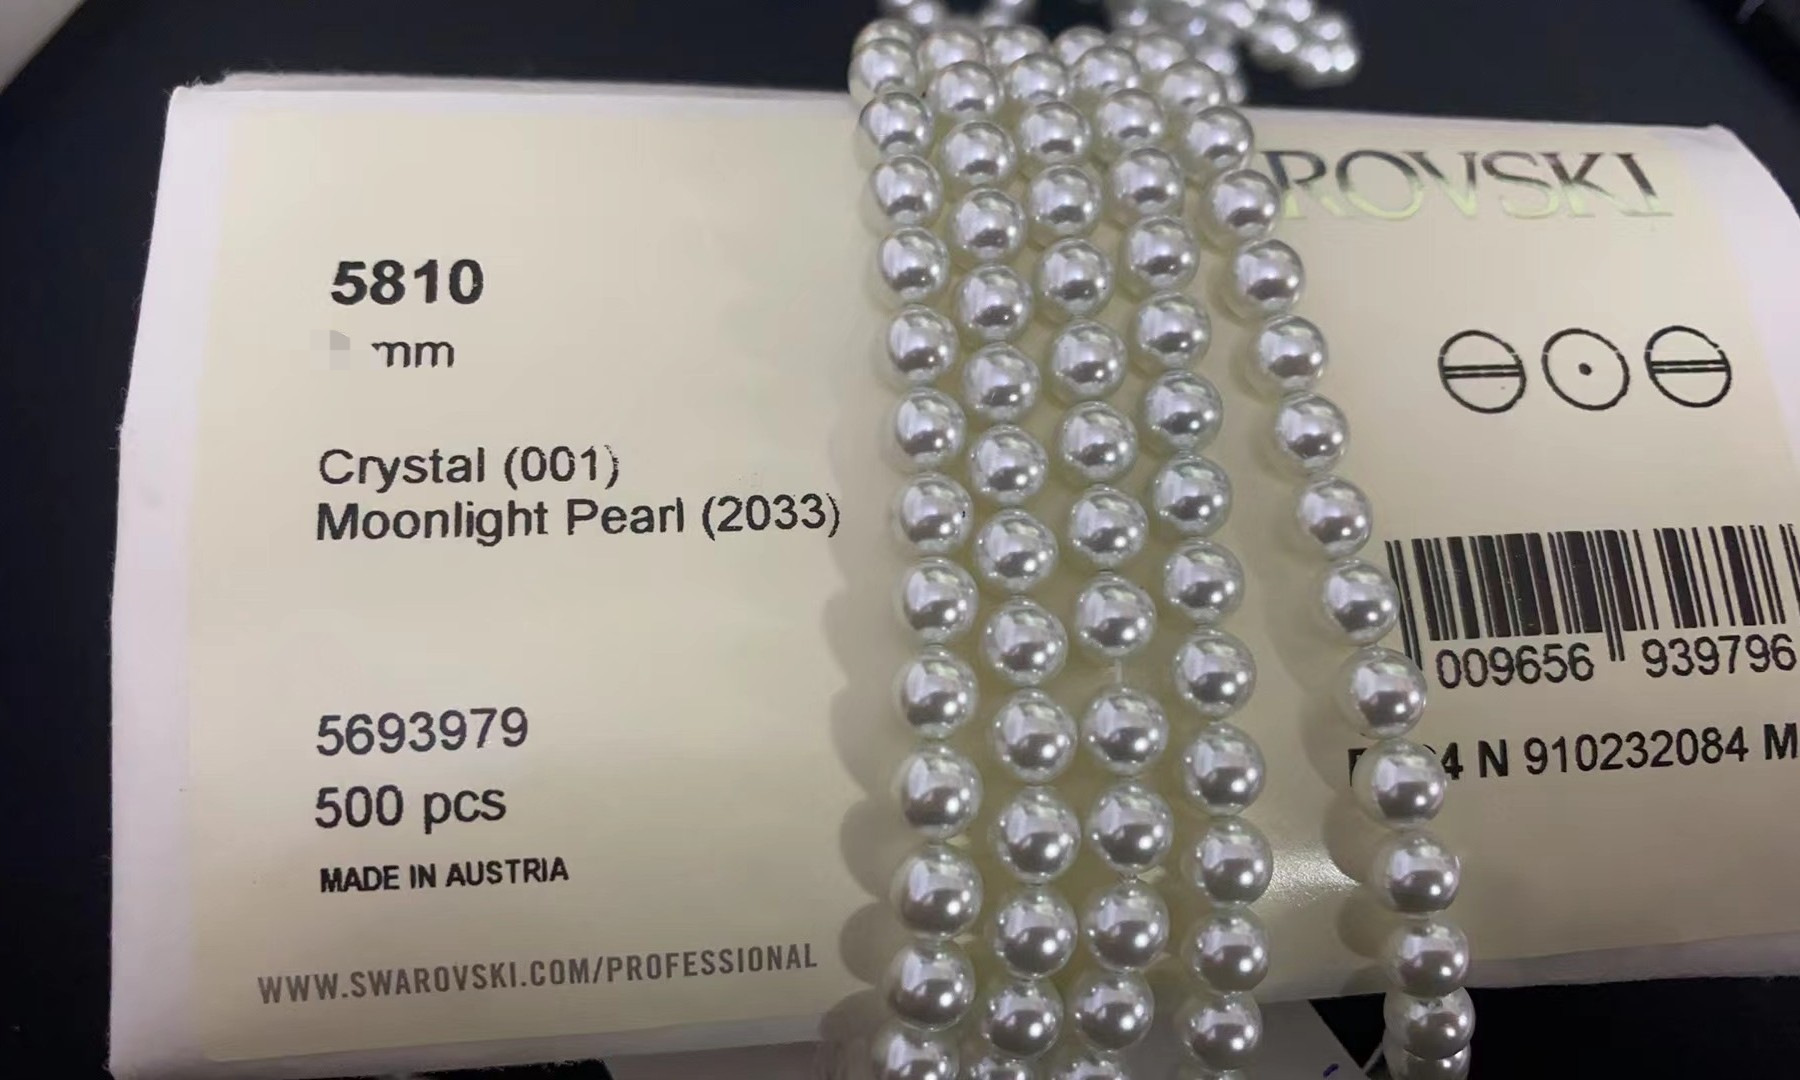 5810
mm
Crystal (001)
Moonlight Pearl (2033)
5693979
500 pcs
MADE IN AUSTRIA
WWW.SWAROVSKI.COM/PROFESSIONAL
ROVSKI
009656 939796
4 N 910232084 M